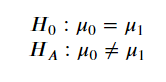 H₀ : μ₀ = μ₁
H_A : μ₀ ≠ μ₁